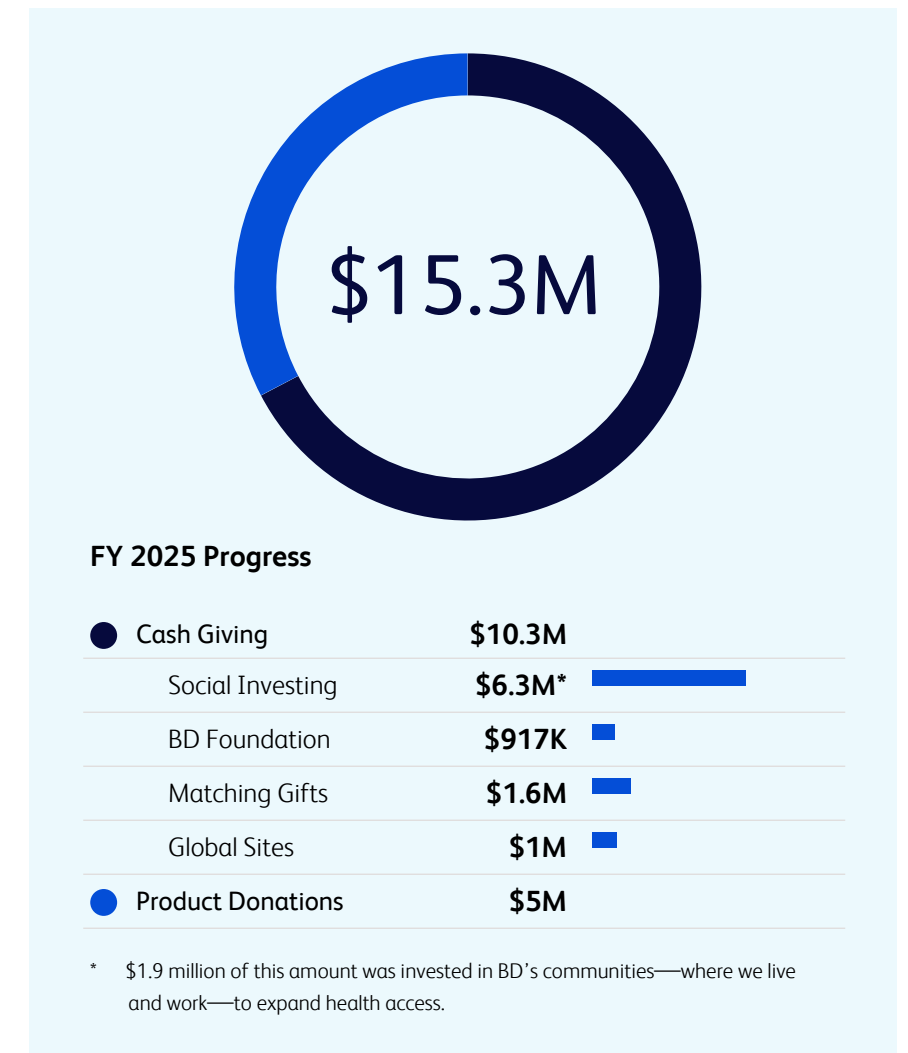 $15.3M
FY 2025 Progress
Cash Giving $10.3M
Social Investing $6.3M*
BD Foundation $917K
Matching Gifts $1.6M
Global Sites $1M
Product Donations $5M
* $1.9 million of this amount was invested in BD’s communities—where we live
and work—to expand health access.